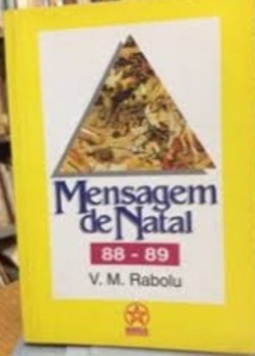 Mensagem
de Natal
88 - 89
V. M. Rabolu